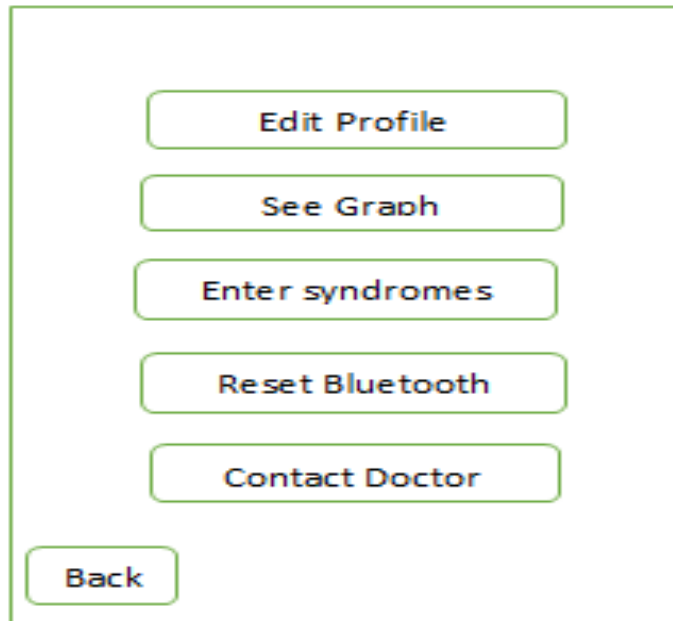 Edit Profile
See Graph
Enter syndromes
Reset Bluetooth
Contact Doctor
Back